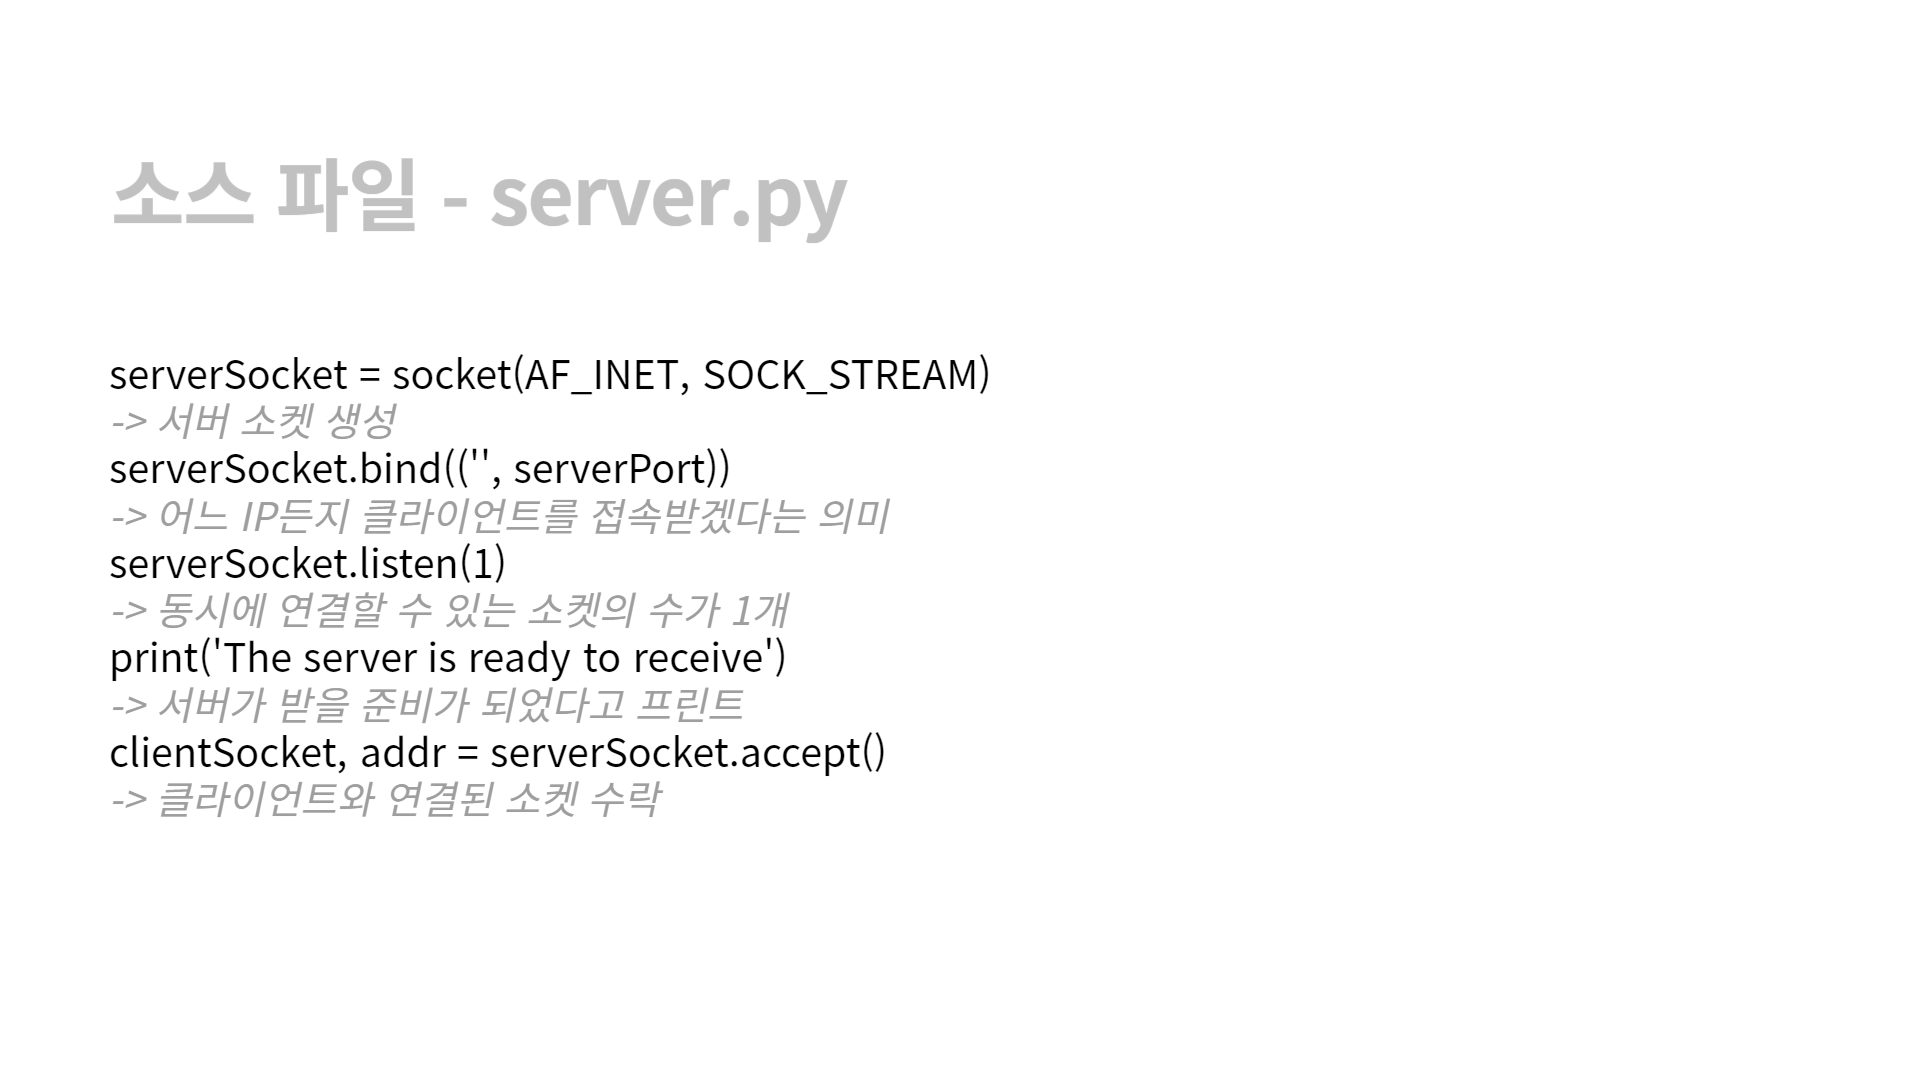 소스 파일 - server.py
serverSocket = socket(AF_INET, SOCK_STREAM)
-> 서버 소켓 생성
serverSocket.bind(('', serverPort))
-> 어느 IP든지 클라이언트를 접속받겠다는 의미
serverSocket.listen(1)
-> 동시에 연결할 수 있는 소켓의 수가 1개
print('The server is ready to receive')
-> 서버가 받을 준비가 되었다고 프린트
clientSocket, addr = serverSocket.accept()
-> 클라이언트와 연결된 소켓 수락